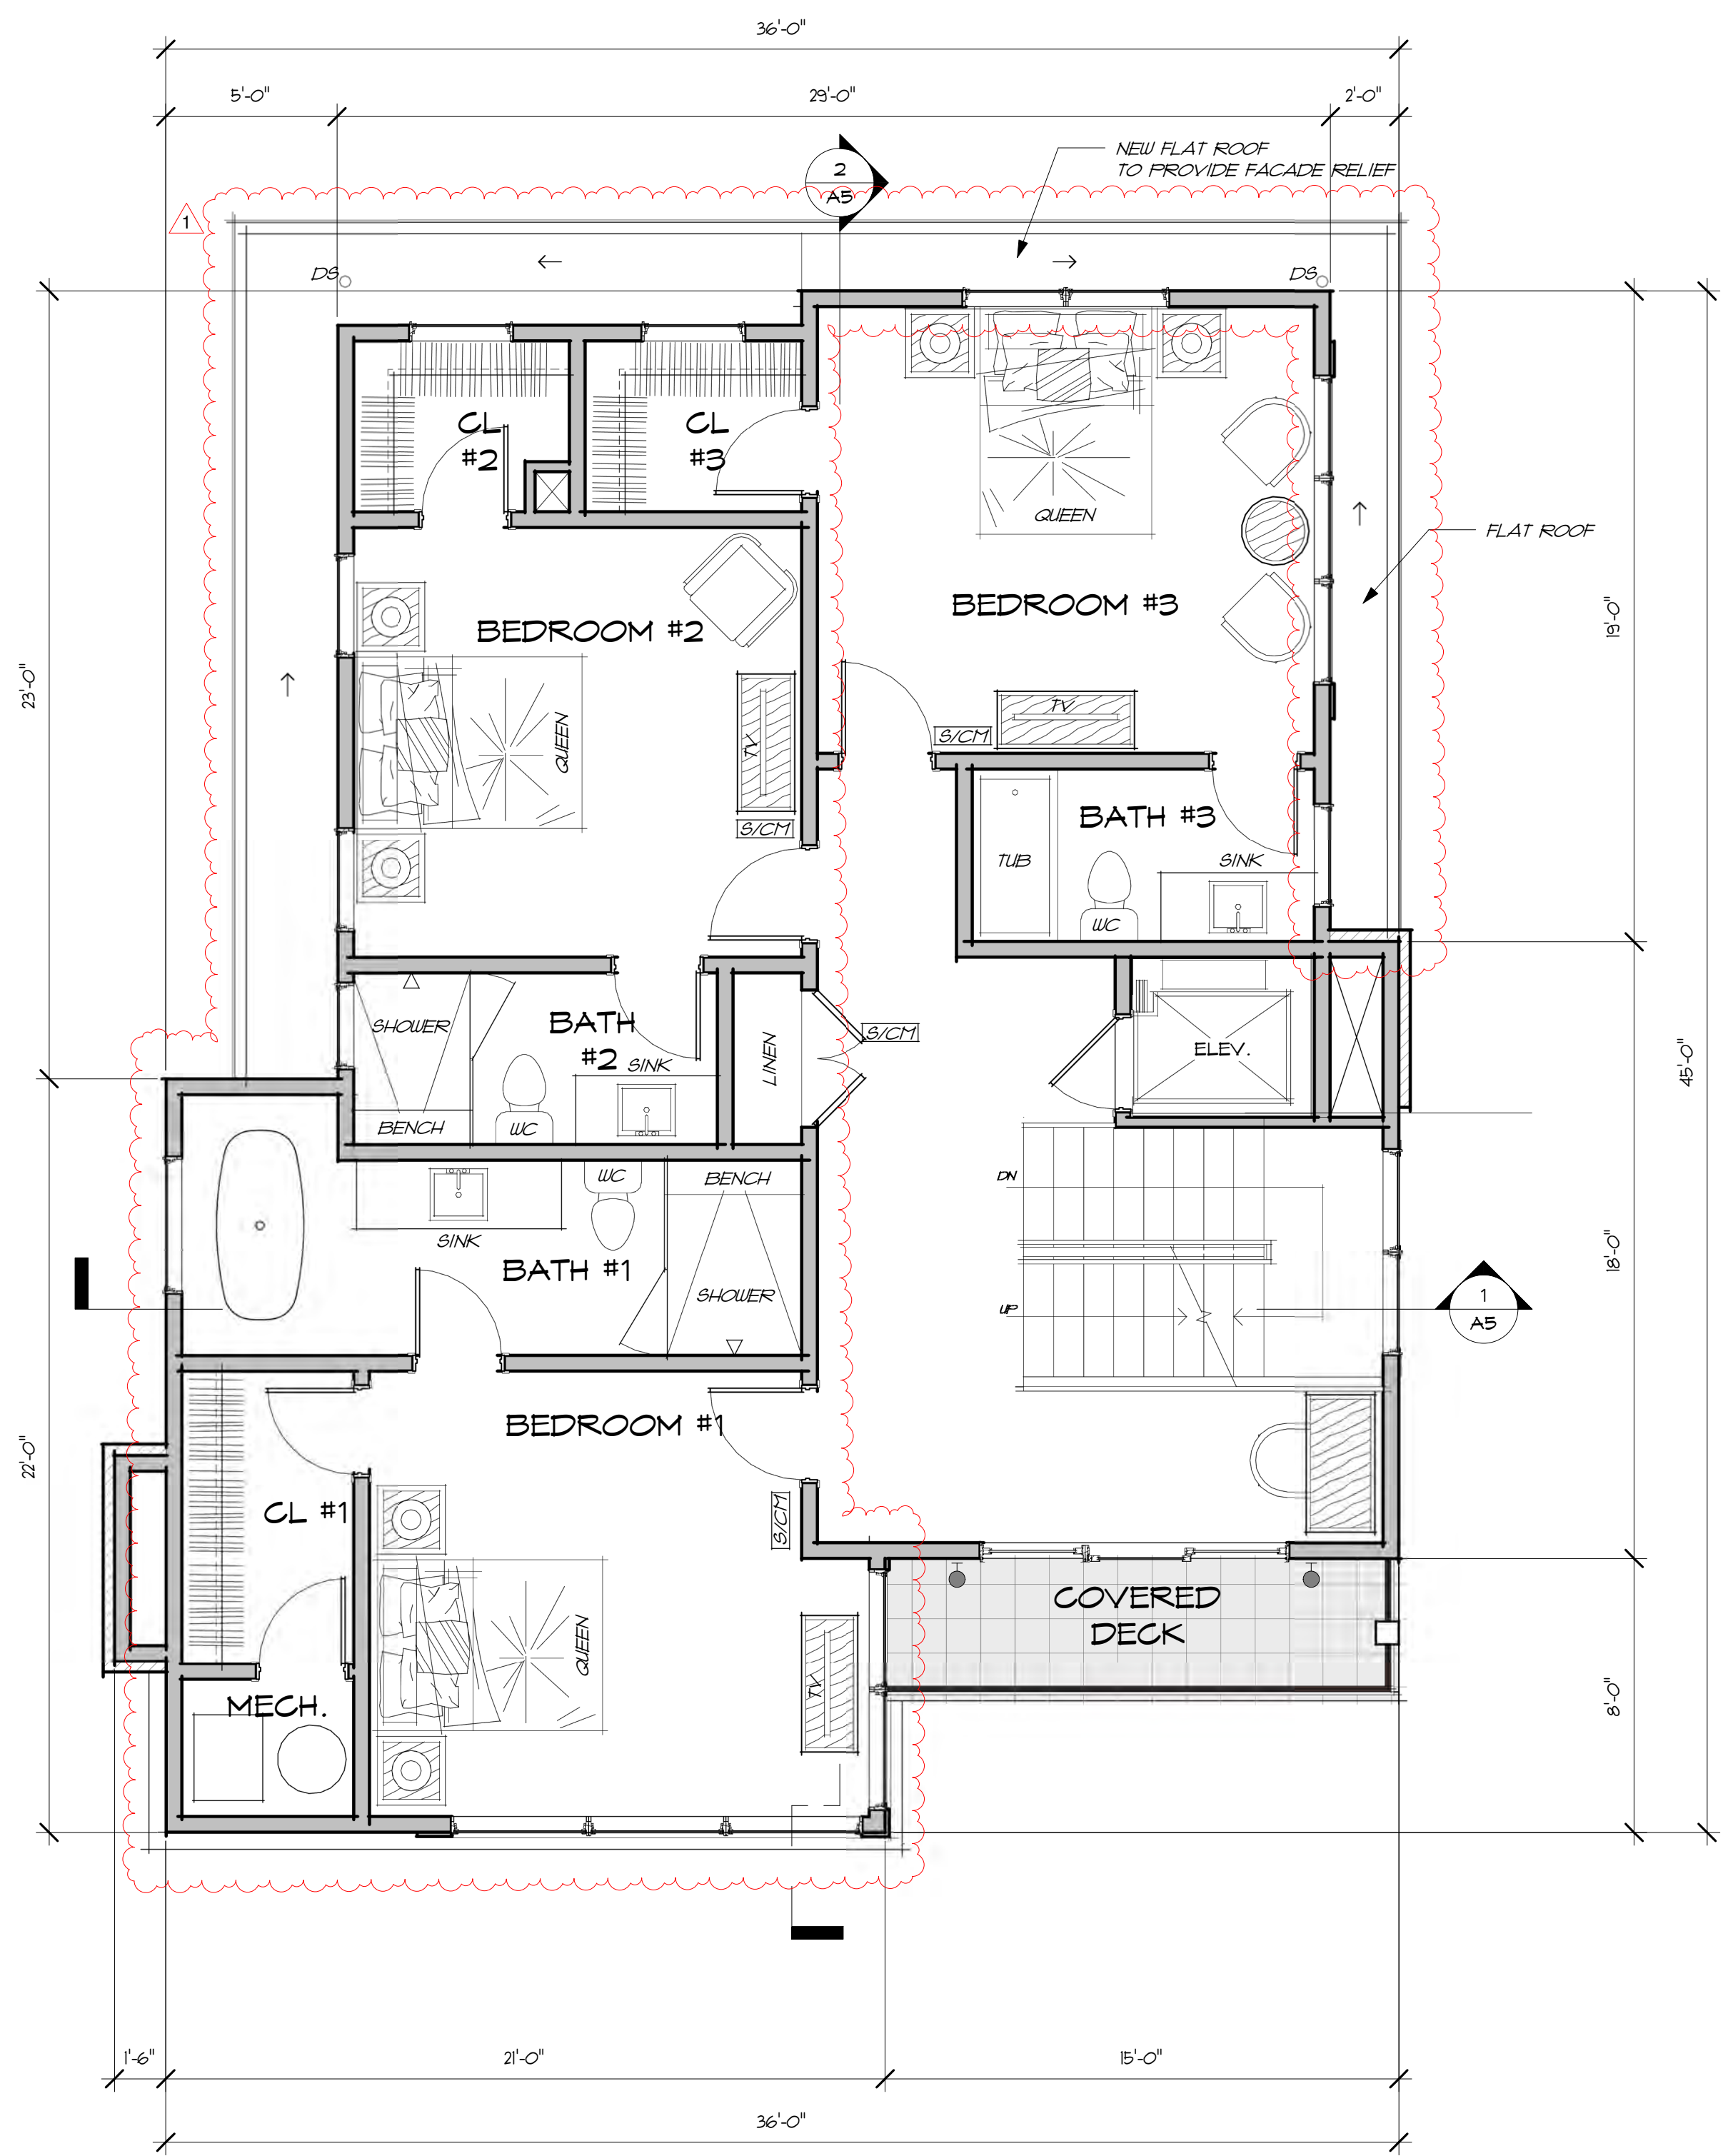 36'-0"
5'-0"
29'-0"
2'-0"
NEW FLAT ROOF
TO PROVIDE FACADE RELIEF
2
A5
1
DS
DS
CL
#2
CL
#3
QUEEN
FLAT ROOF
BEDROOM #3
BEDROOM #2
19'-0"
23'-0"
QUEEN
TV
TV
S/CM
S/CM
BATH #3
TUB
SINK
WC
SHOWER
BATH
#2
SINK
LINEN
S/CM
ELEV.
45'-0"
BENCH
WC
DN
WC
BENCH
SINK
BATH #1
SHOWER
UP
18'-0"
1
A5
BEDROOM #1
22'-0"
CL #1
S/CM
COVERED
DECK
QUEEN
TV
MECH.
8'-0"
1'-6"
21'-0"
15'-0"
36'-0"